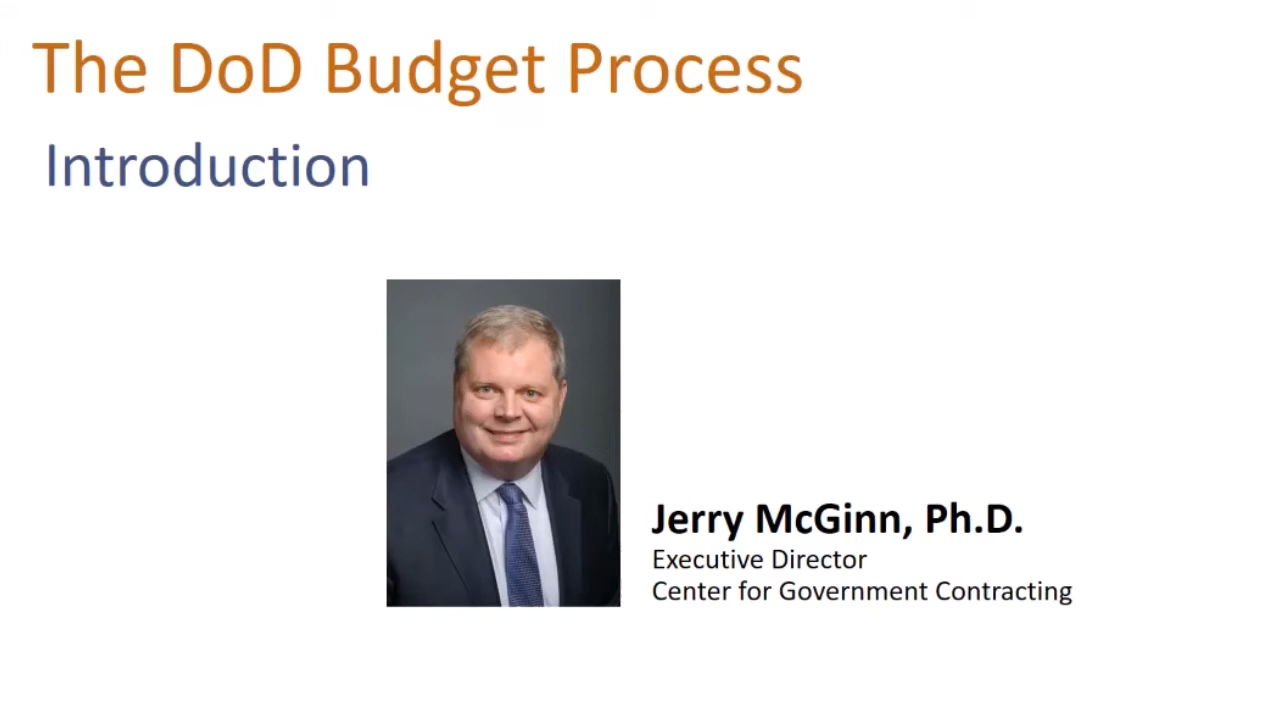 The DoD Budget Process
Introduction
Jerry McGinn, Ph.D.
Executive Director
Center for Government Contracting